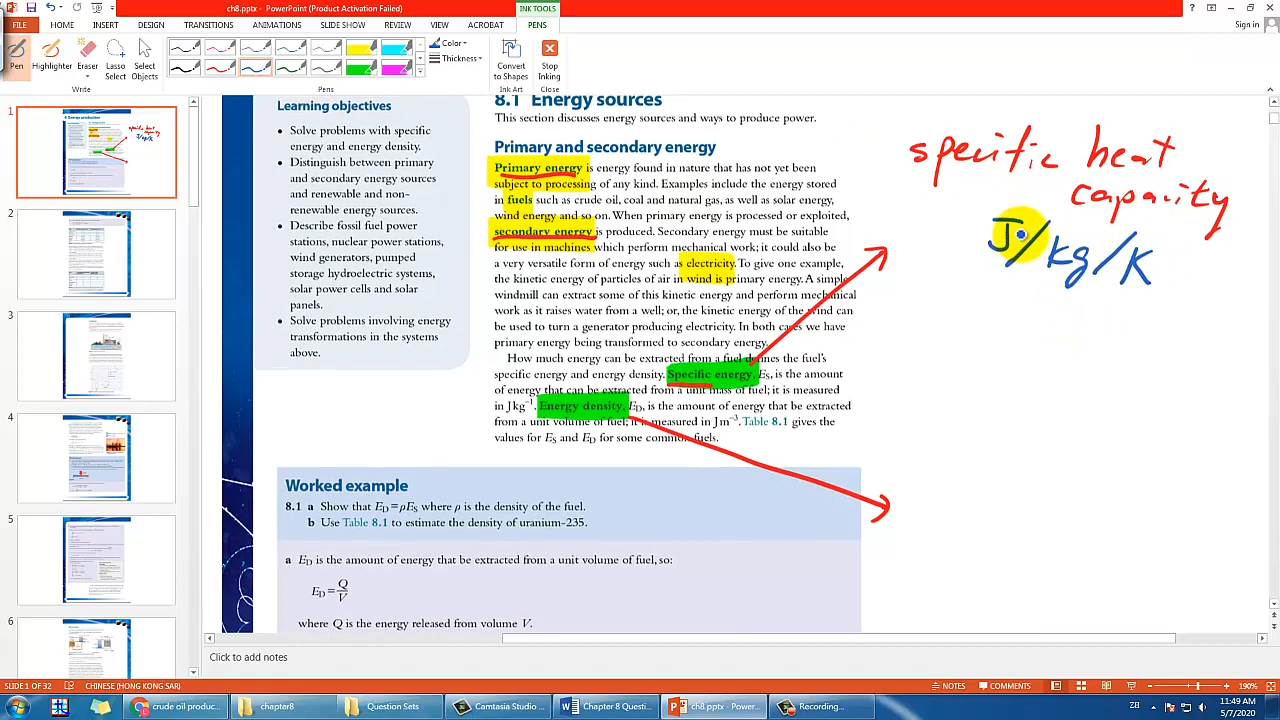 ch8.pptx - PowerPoint (Product Activation Failed)
INK TOOLS
Sign in
FILE HOME INSERT DESIGN TRANSITIONS ANIMATIONS SLIDE SHOW REVIEW VIEW ACROBAT PENS
Pen Highlighter Eraser Lasso Select Select Objects
Color
Thickness
Convert to Shapes
Stop Inking
Write Pens Ink Art Close
1
3
4
6
Learning objectives
Solve problems with specific
energy and energy density.
• Distinguish between primary
and secondary energy sources
and renewable and non-
renewable energy sources.
• Describe fossil fuel power
stations, nuclear power stations,
wind generators, pumped
storage hydroelectric systems,
solar power cells and solar
panels.
• Solve problems involving energy
transformations in the systems
above.
8.1 Energy sources
This section discusses energy sources and ways to produce power.
Primary and secondary energy
Primary energy is energy found in nature that has not yet been
subject to processing of any kind. Examples include the energy stored
in fuels such as crude oil, coal and natural gas, as well as solar energy,
wind energy and so on. When primary energy is processed or exploited,
secondary energy is produced. Secondary energy must be suitable
for use in machines which perform mechanical work; it could also be
a versatile form of energy such as electricity. To give one example,
the kinetic energy of particles of air in wind is primary energy. A simple
windmill can extract some of this kinetic energy and perform mechanical
work as it raises water from a well; or, the kinetic energy of the wind can
be used to turn a generator producing electricity. In both cases we have
primary energy being transformed to secondary energy.
How much energy can be extracted from a fuel defines the fuel's
specific energy and energy density. Specific energy, ES, is the amount
of energy that can be extracted from a unit mass of fuel; it is measured
in J kg−1. Energy density, ED, is the amount of energy that be extracted
volume of fuel; it is measured in J m−3. Table 8.1 gives the
ES and ED for some common fuels.
specific heat
capacity
J/kg/K
Worked example
8.1 a Show that ED = ρES where ρ is the density of the fuel.
b Use Table 8.1 to estimate the density of uranium-235.
ED is the amount of energy that can be extracted from a unit volume of fuel, so:
ED = Q/V
where Q is the energy released from volume V.
Click to add notes
SLIDE 1 OF 32 CHINESE (HONG KONG SAR) NOTES COMMENTS 190%
crude oil produc... chapter8 Question Sets Camtasia Studio ... Chapter 8 Questi... ch8.pptx - Power... Recording...
ZB
11:49 AM
5/7/2020